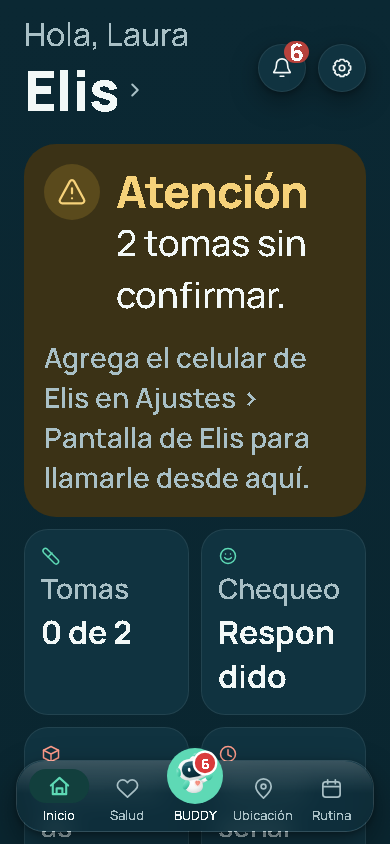 Hola, Laura
6
Elis ›
Atención
2 tomas sin
confirmar.
Agrega el celular de
Elis en Ajustes ›
Pantalla de Elis para
llamarle desde aquí.
Tomas
0 de 2
Chequeo
Respon
dido
6
Inicio
Salud
BUDDY
Ubicación
Rutina